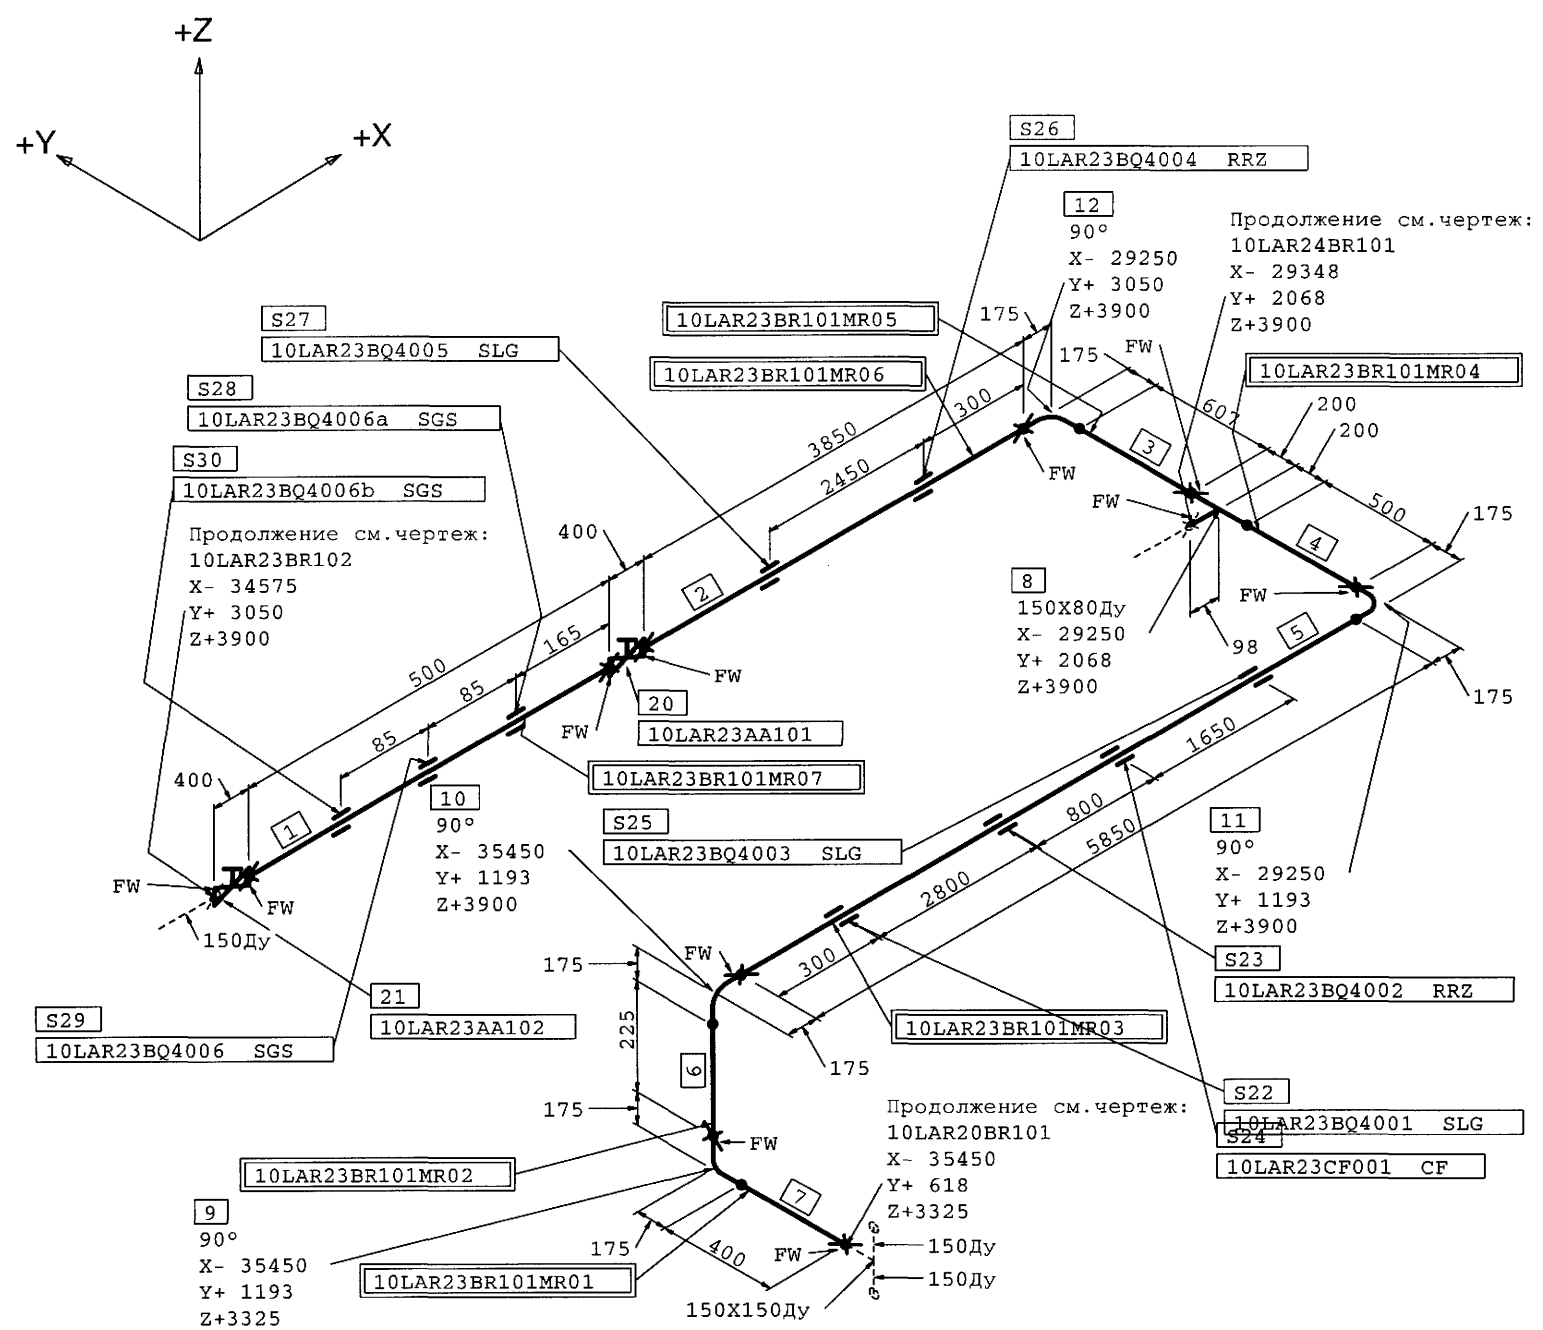 +Z
+Y
+X
S26
10LAR23BQ4004 RRZ
12
90°
X- 29250
Y+ 3050
Z+3900
Продолжение см.чертеж:
10LAR24BR101
X- 29348
Y+ 2068
Z+3900
S27
10LAR23BQ4005 SLG
10LAR23BR101MR05
175
175
FW
10LAR23BR101MR06
10LAR23BR101MR04
S28
10LAR23BQ4006a SGS
300
607
200
200
3850
3
S30
10LAR23BQ4006b SGS
2450
FW
FW
500
175
Продолжение см.чертеж:
10LAR23BR102
X- 34575
Y+ 3050
Z+3900
400
2
4
8
150X80Ду
X- 29250
Y+ 2068
Z+3900
FW
5
98
165
500
85
FW
175
20
10LAR23AA101
FW
85
1650
10LAR23BR101MR07
400
10
90°
X- 35450
Y+ 1193
Z+3900
1
S25
10LAR23BQ4003 SLG
800
5850
11
90°
X- 29250
Y+ 1193
Z+3900
2800
FW
FW
150Ду
FW
300
175
S23
10LAR23BQ4002 RRZ
21
10LAR23AA102
S29
10LAR23BQ4006 SGS
225
10LAR23BR101MR03
175
6
175
S22
10LAR23BQ4001 SLG
S24
10LAR23CF001 CF
FW
Продолжение см.чертеж:
10LAR20BR101
X- 35450
Y+ 618
Z+3325
10LAR23BR101MR02
7
9
90°
X- 35450
Y+ 1193
Z+3325
175
400
FW
150Ду
150Ду
10LAR23BR101MR01
150X150Ду